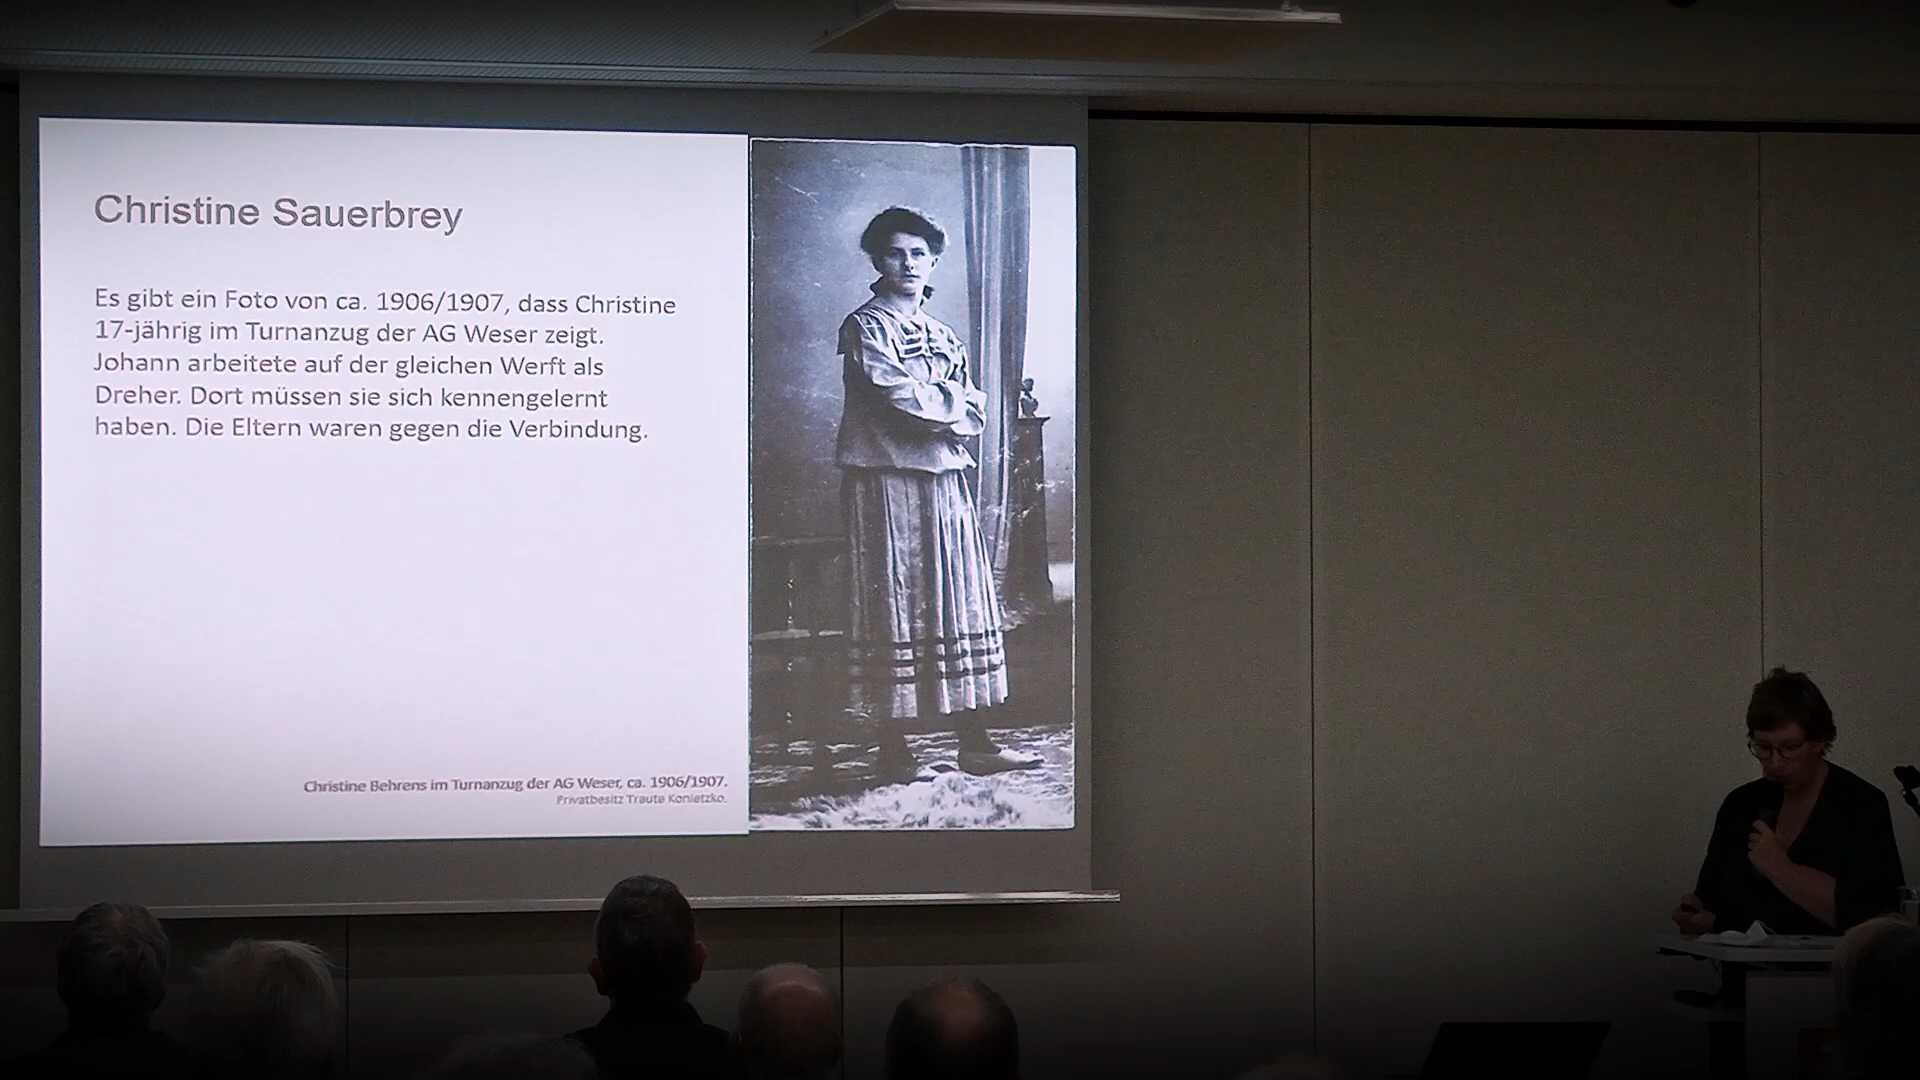 Christine Sauerbrey
Es gibt ein Foto von ca. 1906/1907, dass Christine
17-jährig im Turnanzug der AG Weser zeigt.
Johann arbeitete auf der gleichen Werft als
Dreher. Dort müssen sie sich kennengelernt
haben. Die Eltern waren gegen die Verbindung.
Christine Behrens im Turnanzug der AG Weser, ca. 1906/1907.
Privatbesitz Traute Konietzko.